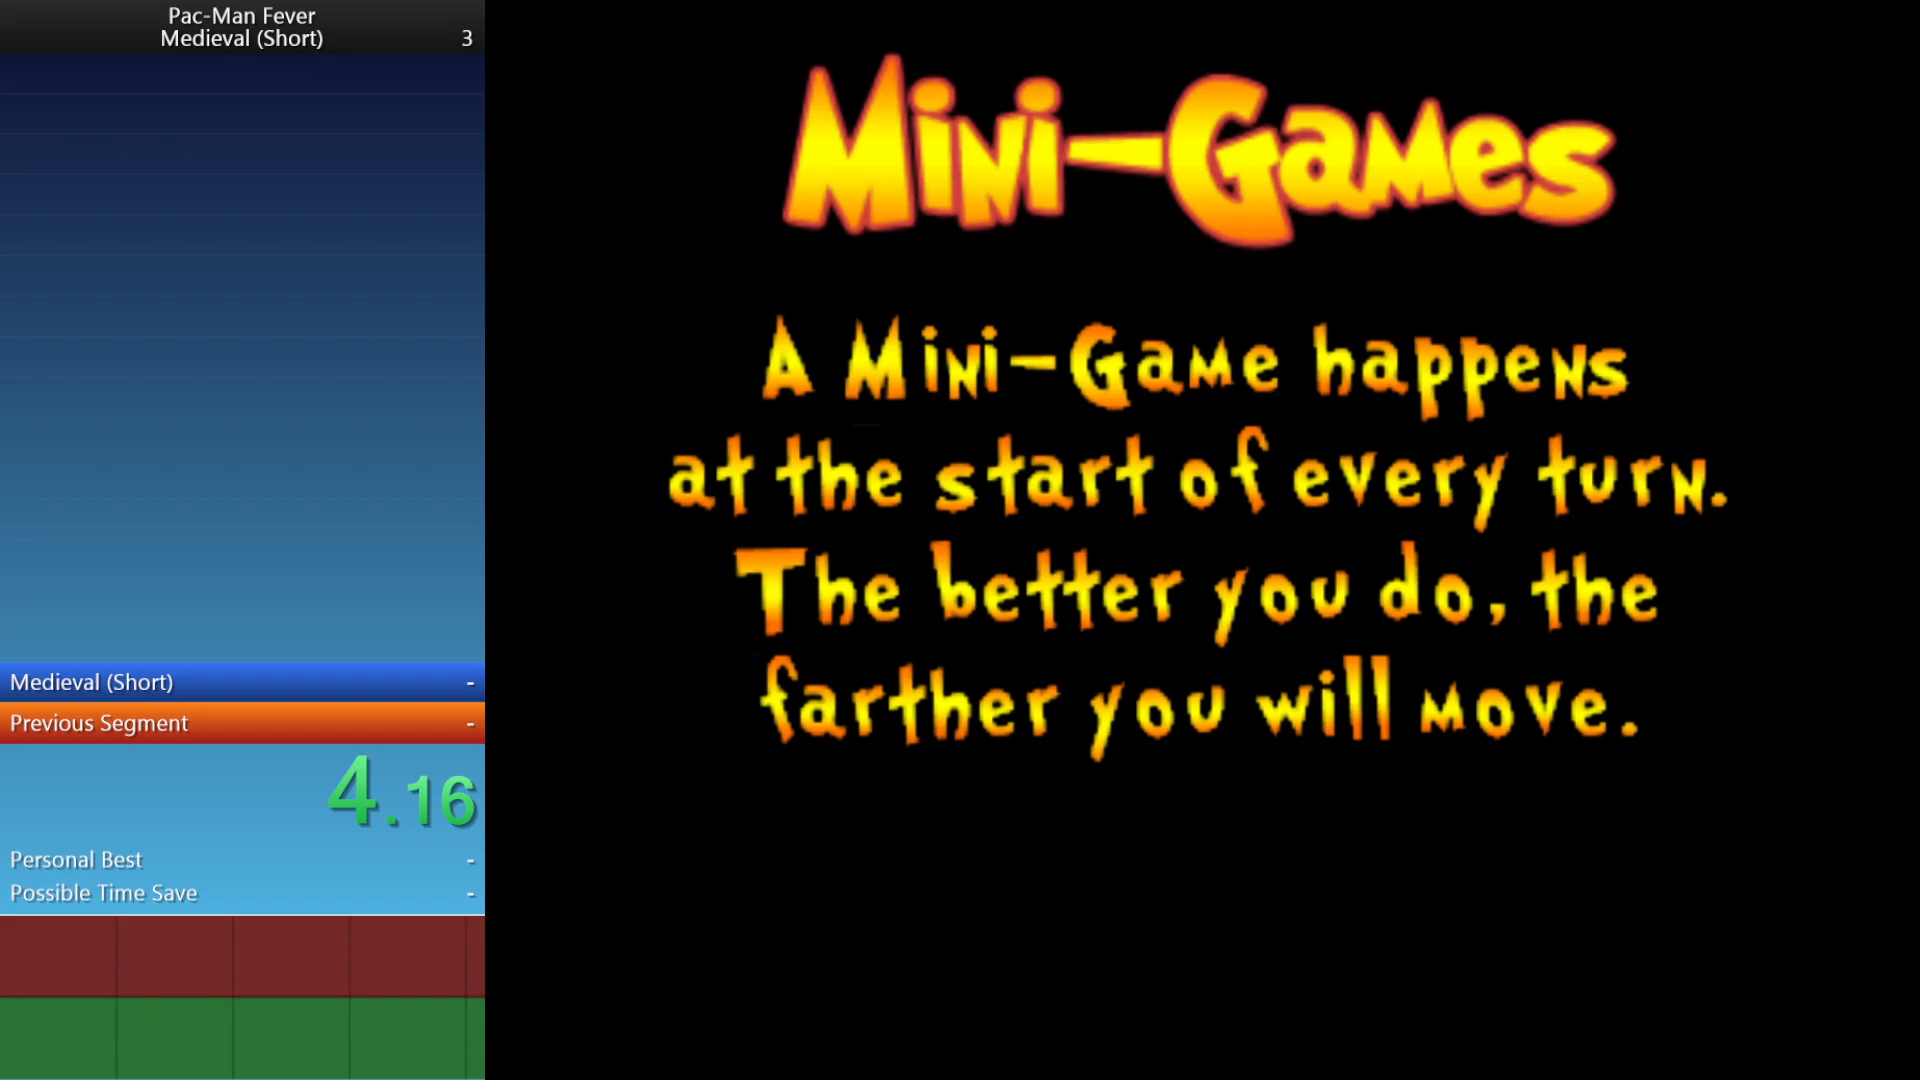 Pac-Man Fever
Medieval (Short) 3
Medieval (Short) -
Previous Segment -
4.16
Personal Best -
Possible Time Save -
Mini-Games
A Mini-Game happens
at the start of every turn.
The better you do, the
farther you will move.